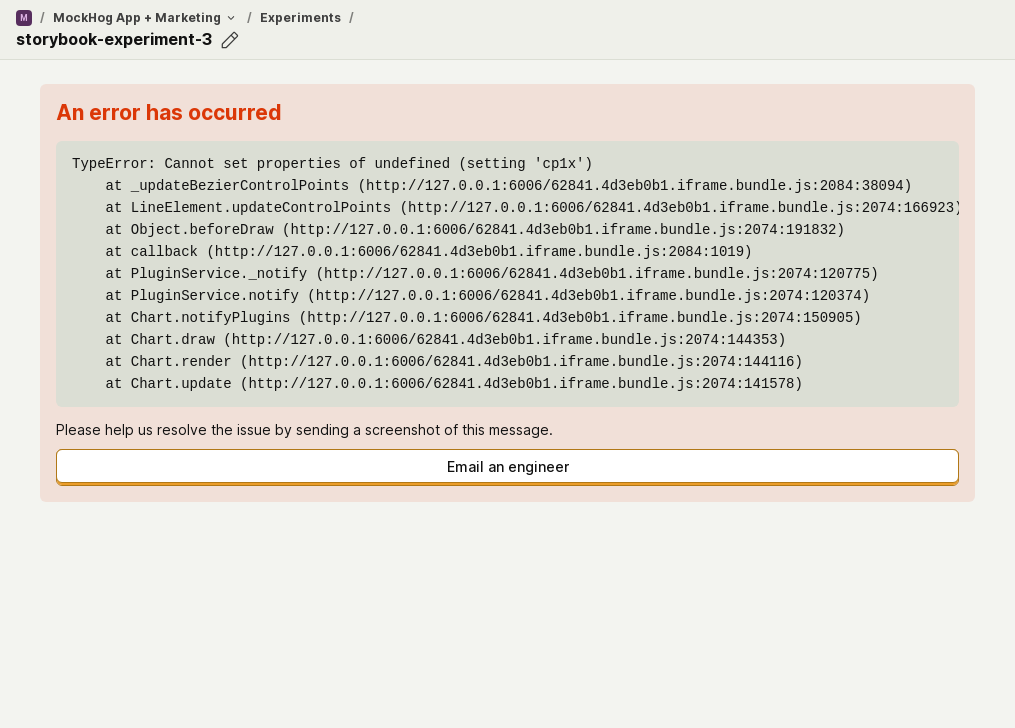 M / MockHog App + Marketing / Experiments /
storybook-experiment-3
An error has occurred
TypeError: Cannot set properties of undefined (setting 'cp1x')
    at _updateBezierControlPoints (http://127.0.0.1:6006/62841.4d3eb0b1.iframe.bundle.js:2084:38094)
    at LineElement.updateControlPoints (http://127.0.0.1:6006/62841.4d3eb0b1.iframe.bundle.js:2074:166923)
    at Object.beforeDraw (http://127.0.0.1:6006/62841.4d3eb0b1.iframe.bundle.js:2074:191832)
    at callback (http://127.0.0.1:6006/62841.4d3eb0b1.iframe.bundle.js:2084:1019)
    at PluginService._notify (http://127.0.0.1:6006/62841.4d3eb0b1.iframe.bundle.js:2074:120775)
    at PluginService.notify (http://127.0.0.1:6006/62841.4d3eb0b1.iframe.bundle.js:2074:120374)
    at Chart.notifyPlugins (http://127.0.0.1:6006/62841.4d3eb0b1.iframe.bundle.js:2074:150905)
    at Chart.draw (http://127.0.0.1:6006/62841.4d3eb0b1.iframe.bundle.js:2074:144353)
    at Chart.render (http://127.0.0.1:6006/62841.4d3eb0b1.iframe.bundle.js:2074:144116)
    at Chart.update (http://127.0.0.1:6006/62841.4d3eb0b1.iframe.bundle.js:2074:141578)
Please help us resolve the issue by sending a screenshot of this message.
Email an engineer